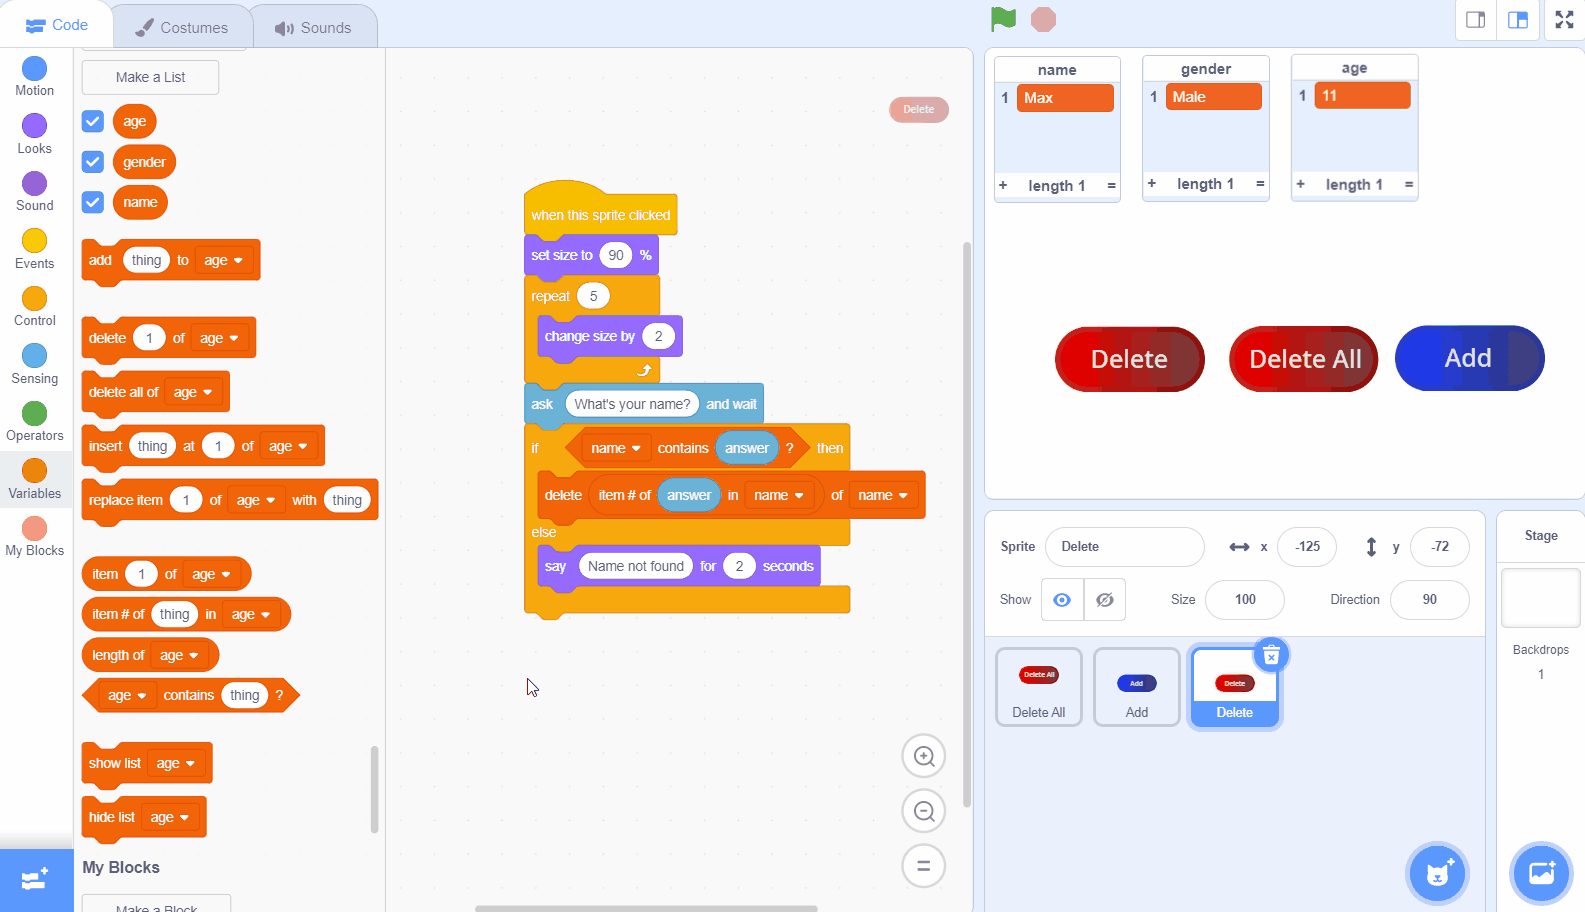 Code
Costumes
Sounds
Motion
Looks
Sound
Events
Control
Sensing
Operators
Variables
My Blocks
Make a List
age
gender
name
add thing to age
delete 1 of age
delete all of age
insert thing at 1 of age
replace item 1 of age with thing
item 1 of age
item # of thing in age
length of age
age contains thing ?
show list age
hide list age
My Blocks
Make a Block
Delete
when this sprite clicked
set size to 90 %
repeat 5
change size by 2
ask What's your name? and wait
if name contains answer ? then
delete item # of answer in name of name
else
say Name not found for 2 seconds
name
1 Max
+ length 1 =
gender
1 Male
+ length 1 =
age
1 11
+ length 1 =
Delete
Delete All
Add
Sprite Delete x -125 y -72
Show Size 100 Direction 90
Delete All
Delete All
Add
Add
Delete
Delete
Stage
Backdrops
1